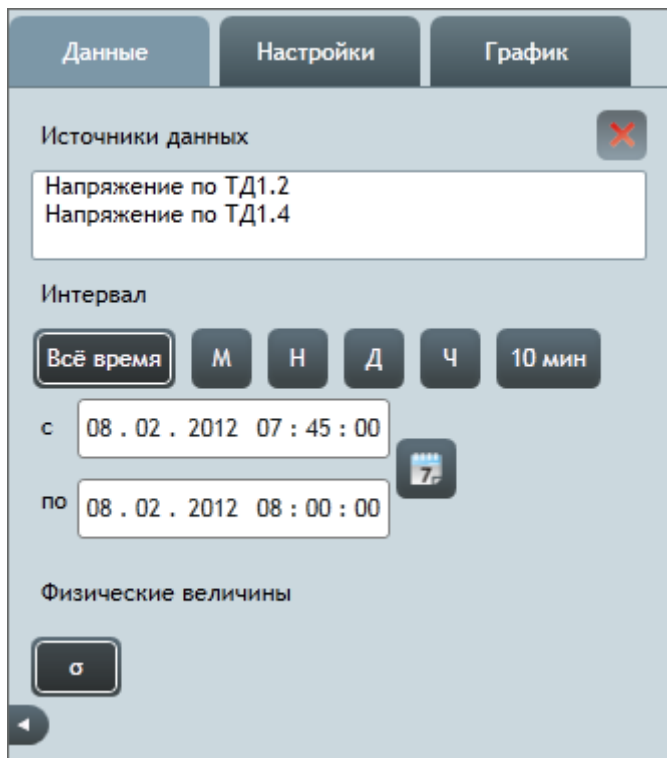 Данные Настройки График
Источники данных
Напряжение по ТД1.2
Напряжение по ТД1.4
Интервал
Всё время М Н Д Ч 10 мин
с 08 . 02 . 2012 07 : 45 : 00
7
по 08 . 02 . 2012 08 : 00 : 00
Физические величины
σ